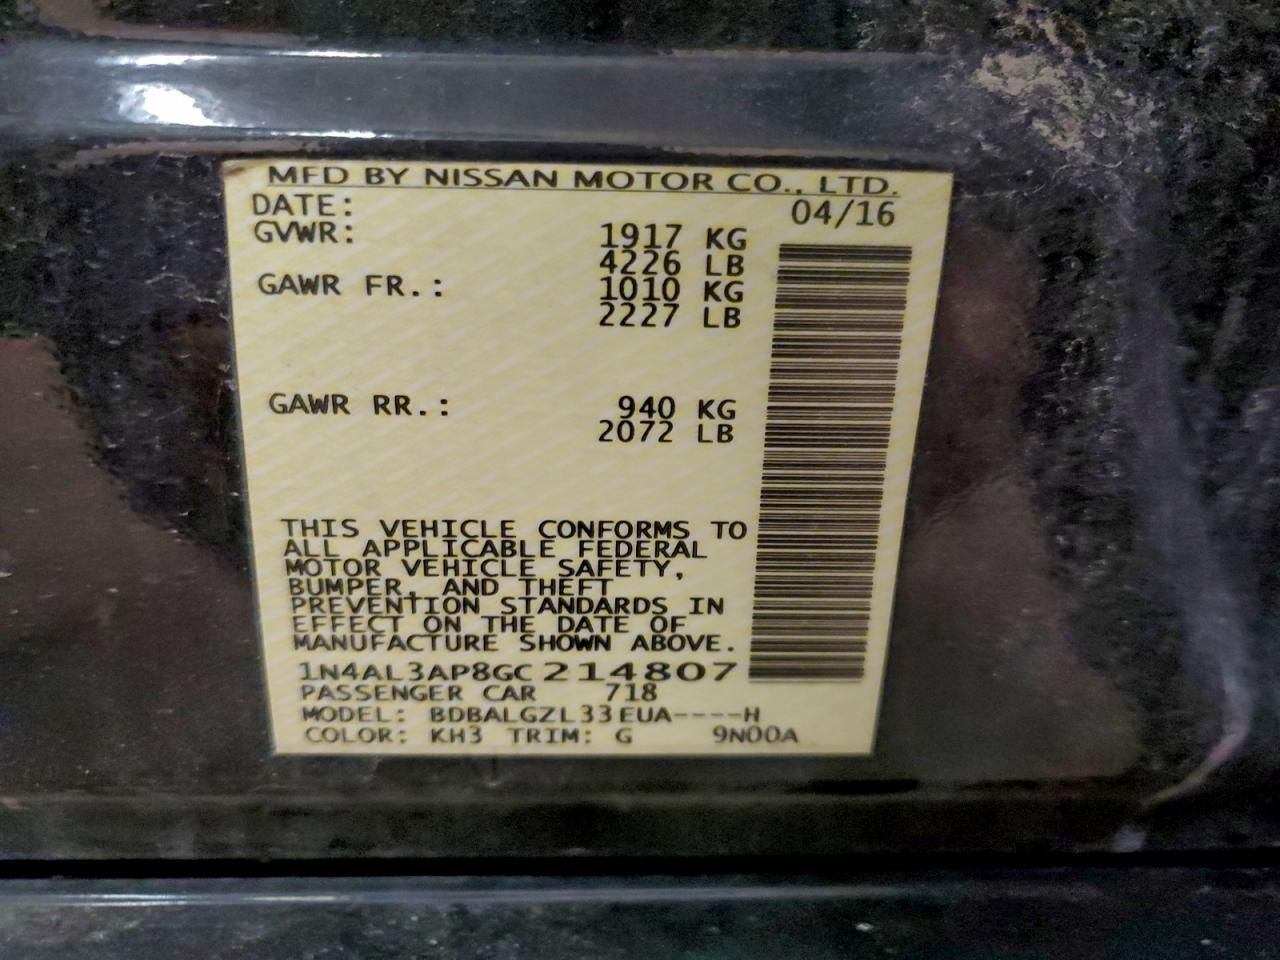 MFD BY NISSAN MOTOR CO., LTD.
DATE: 04/16
GVWR: 1917 KG
4226 LB
GAWR FR.: 1010 KG
2227 LB
GAWR RR.: 940 KG
2072 LB
THIS VEHICLE CONFORMS TO
ALL APPLICABLE FEDERAL
MOTOR VEHICLE SAFETY,
BUMPER, AND THEFT
PREVENTION STANDARDS IN
EFFECT ON THE DATE OF
MANUFACTURE SHOWN ABOVE.
1N4AL3AP8GC214807
PASSENGER CAR 718
MODEL: BDBALGZL33EUA----H
COLOR: KH3 TRIM: G 9N00A